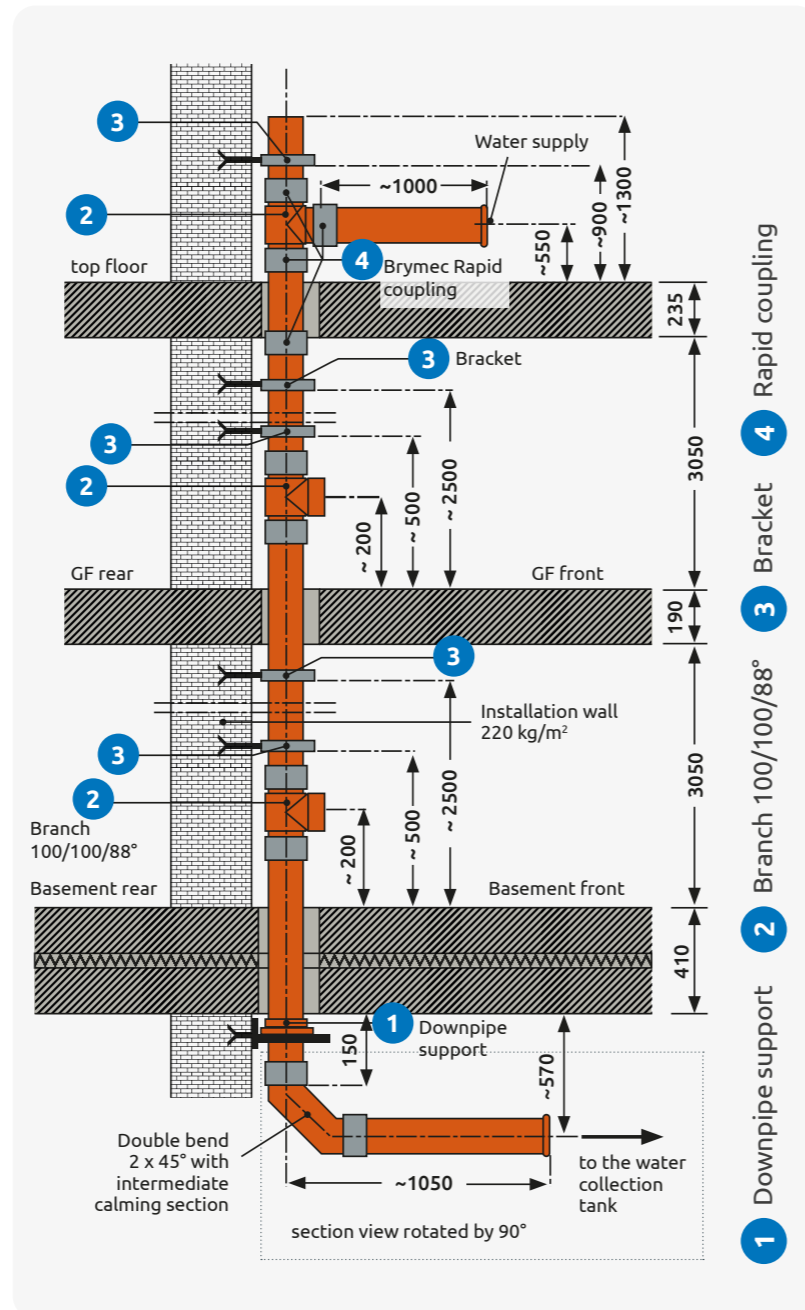 3
Water supply
~1000
~1300
~900
~550
2
4
Brymec Rapid
coupling
top floor
235
3
Bracket
3
2
3050
~ 2500
~ 500
~ 200
GF rear
GF front
190
3
Installation wall
220 kg/m²
3
2
3050
~ 2500
~ 500
~ 200
Branch
100/100/88°
Basement rear
Basement front
410
1
Downpipe
support
150
~570
Double bend
2 x 45° with
intermediate
calming section
~1050
to the water
collection
tank
section view rotated by 90°
1 Downpipe support
2 Branch 100/100/88°
3 Bracket
4 Rapid coupling